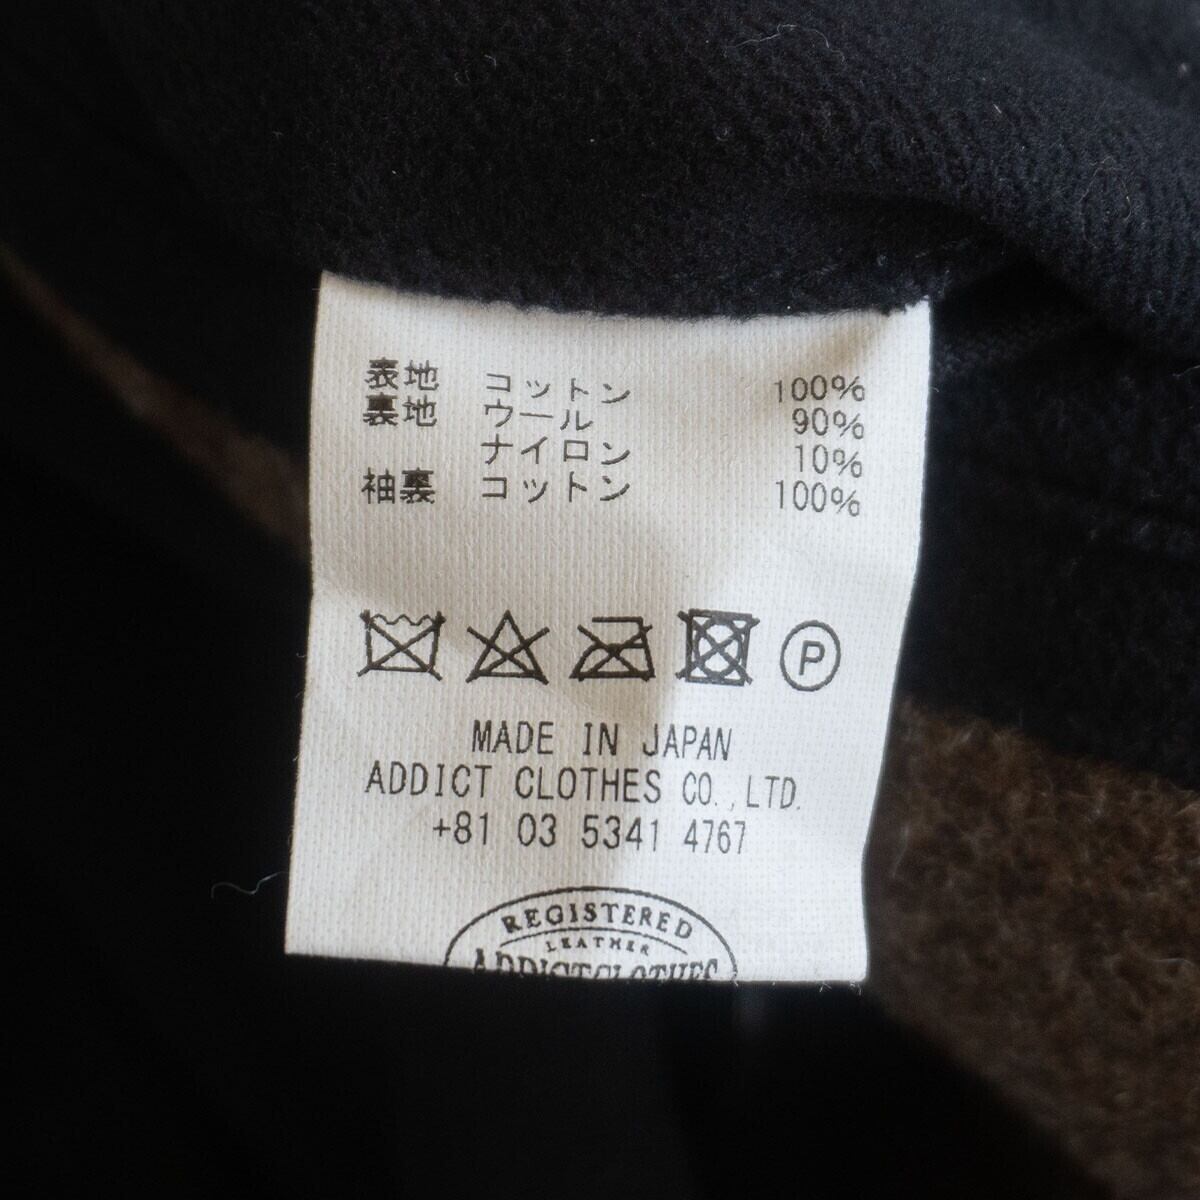 表地 コットン 100%
裏地 ウール 90%
ナイロン 10%
袖裏 コットン 100%
P
MADE IN JAPAN
ADDICT CLOTHES CO.,LTD.
+81 03 5341 4767
REGISTERED
LEATHER
ADDICT CLOTHES